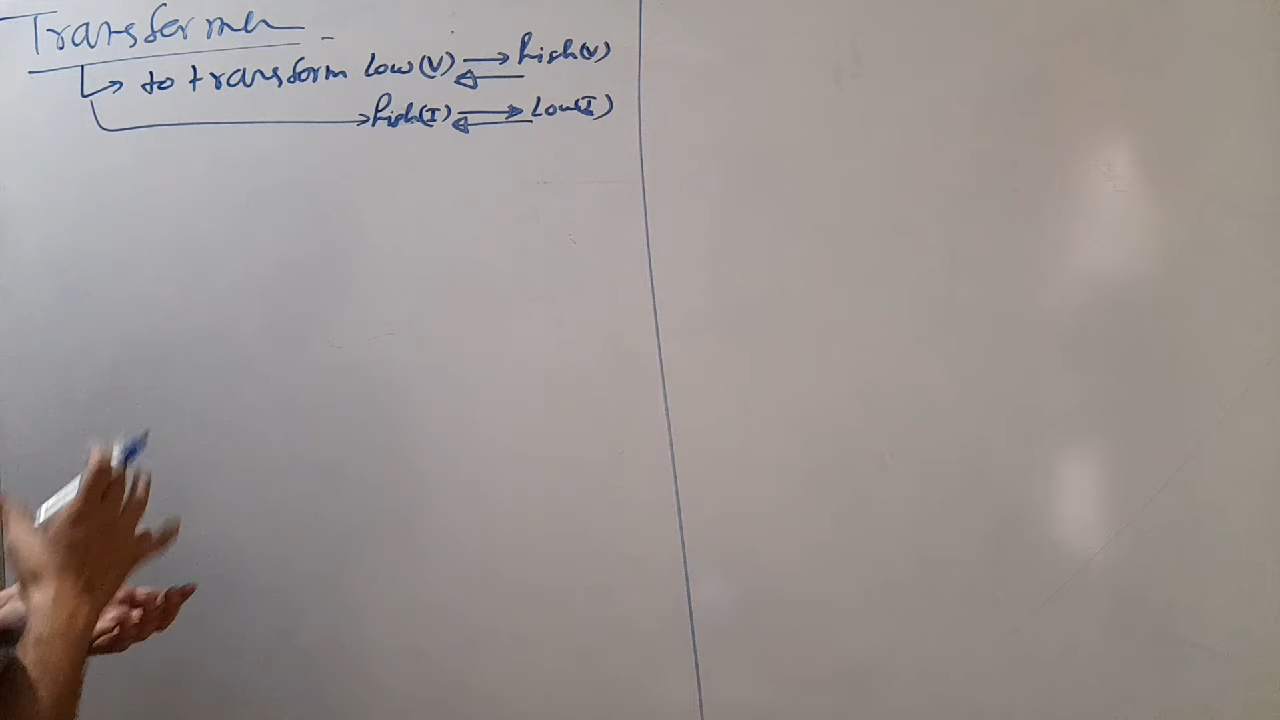 Transformer
to transform low(V) ⇄ high(V)
high(I) ⇄ Low(I)